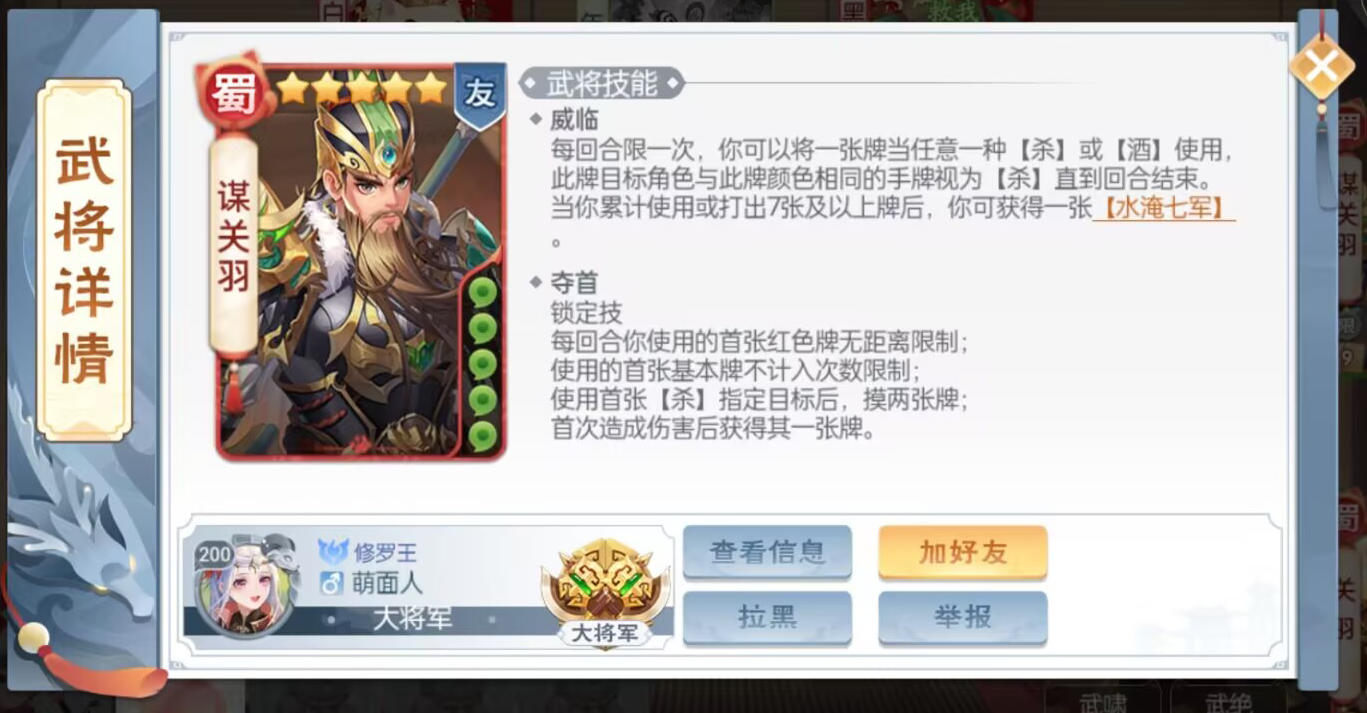 武将详情
蜀
友
谋关羽
武将技能
威临
每回合限一次，你可以将一张牌当任意一种【杀】或【酒】使用，
此牌目标角色与此牌颜色相同的手牌视为【杀】直到回合结束。
当你累计使用或打出7张及以上牌后，你可获得一张【水淹七军】
。
夺首
锁定技
每回合你使用的首张红色牌无距离限制；
使用的首张基本牌不计入次数限制；
使用首张【杀】指定目标后，摸两张牌；
首次造成伤害后获得其一张牌。
200
修罗王
萌面人
大将军
大将军
查看信息
加好友
拉黑
举报
武啸
武绝